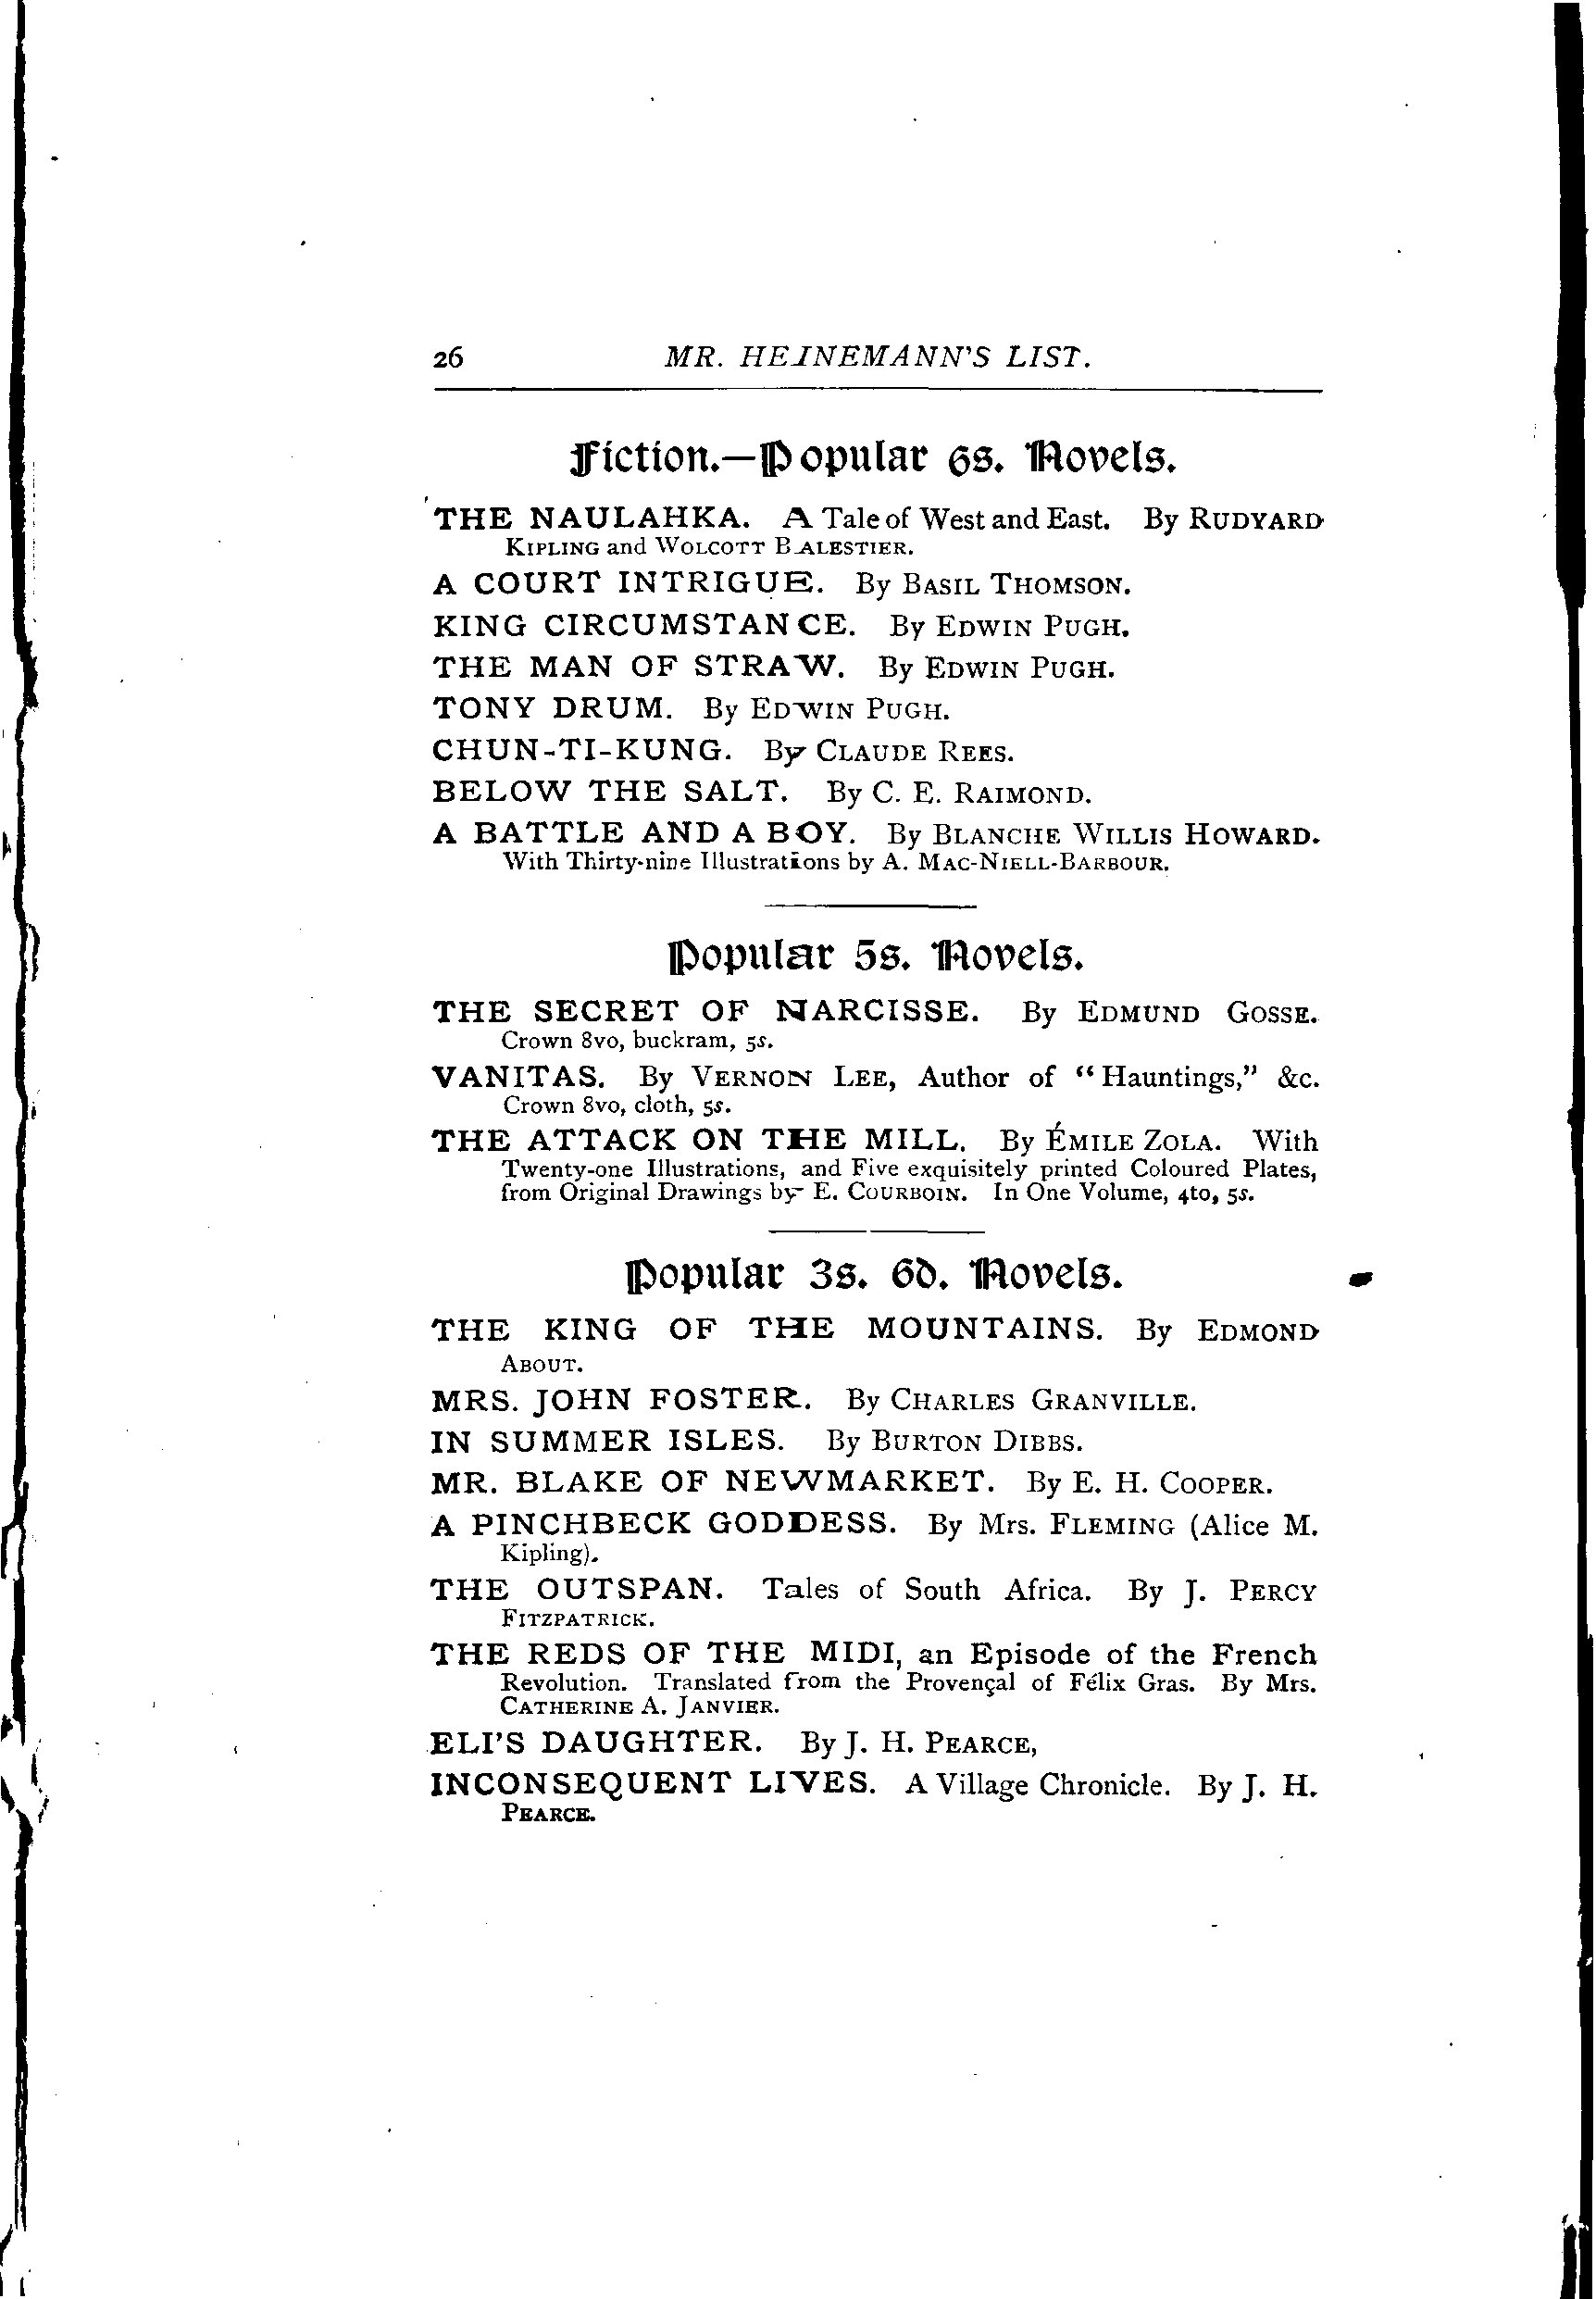 26 MR. HEINEMANN'S LIST.
Fiction.—Popular 6s. Novels.
THE NAULAHKA. A Tale of West and East. By RUDYARD
KIPLING and WOLCOTT BALESTIER.
A COURT INTRIGUE. By BASIL THOMSON.
KING CIRCUMSTANCE. By EDWIN PUGH.
THE MAN OF STRAW. By EDWIN PUGH.
TONY DRUM. By EDWIN PUGH.
CHUN-TI-KUNG. By CLAUDE REES.
BELOW THE SALT. By C. E. RAIMOND.
A BATTLE AND A BOY. By BLANCHE WILLIS HOWARD.
With Thirty-nine Illustrations by A. MAC-NIELL-BARBOUR.
Popular 5s. Novels.
THE SECRET OF NARCISSE. By EDMUND GOSSE.
Crown 8vo, buckram, 5s.
VANITAS. By VERNON LEE, Author of "Hauntings," &c.
Crown 8vo, cloth, 5s.
THE ATTACK ON THE MILL. By ÉMILE ZOLA. With
Twenty-one Illustrations, and Five exquisitely printed Coloured Plates,
from Original Drawings by E. COURBOIN. In One Volume, 4to, 5s.
Popular 3s. 6d. Novels.
THE KING OF THE MOUNTAINS. By EDMOND
ABOUT.
MRS. JOHN FOSTER. By CHARLES GRANVILLE.
IN SUMMER ISLES. By BURTON DIBBS.
MR. BLAKE OF NEWMARKET. By E. H. COOPER.
A PINCHBECK GODDESS. By Mrs. FLEMING (Alice M.
Kipling).
THE OUTSPAN. Tales of South Africa. By J. PERCY
FITZPATRICK.
THE REDS OF THE MIDI, an Episode of the French
Revolution. Translated from the Provençal of Félix Gras. By Mrs.
CATHERINE A. JANVIER.
ELI'S DAUGHTER. By J. H. PEARCE,
INCONSEQUENT LIVES. A Village Chronicle. By J. H.
PEARCE.